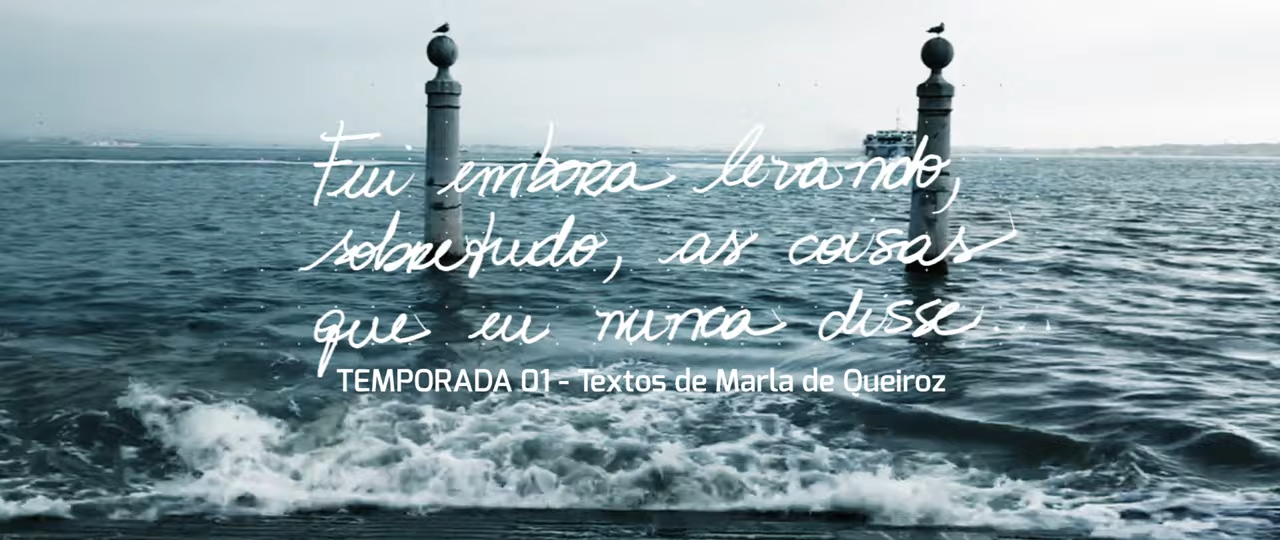 Fui embora levando,
sobretudo, as coisas
que eu nunca disse...
TEMPORADA 01 - Textos de Marla de Queiroz